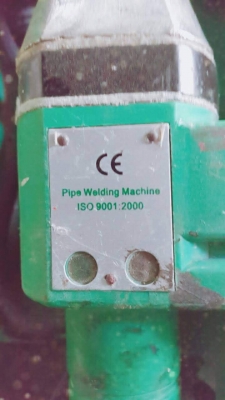 CE
Pipe Welding Machine
ISO 9001:2000